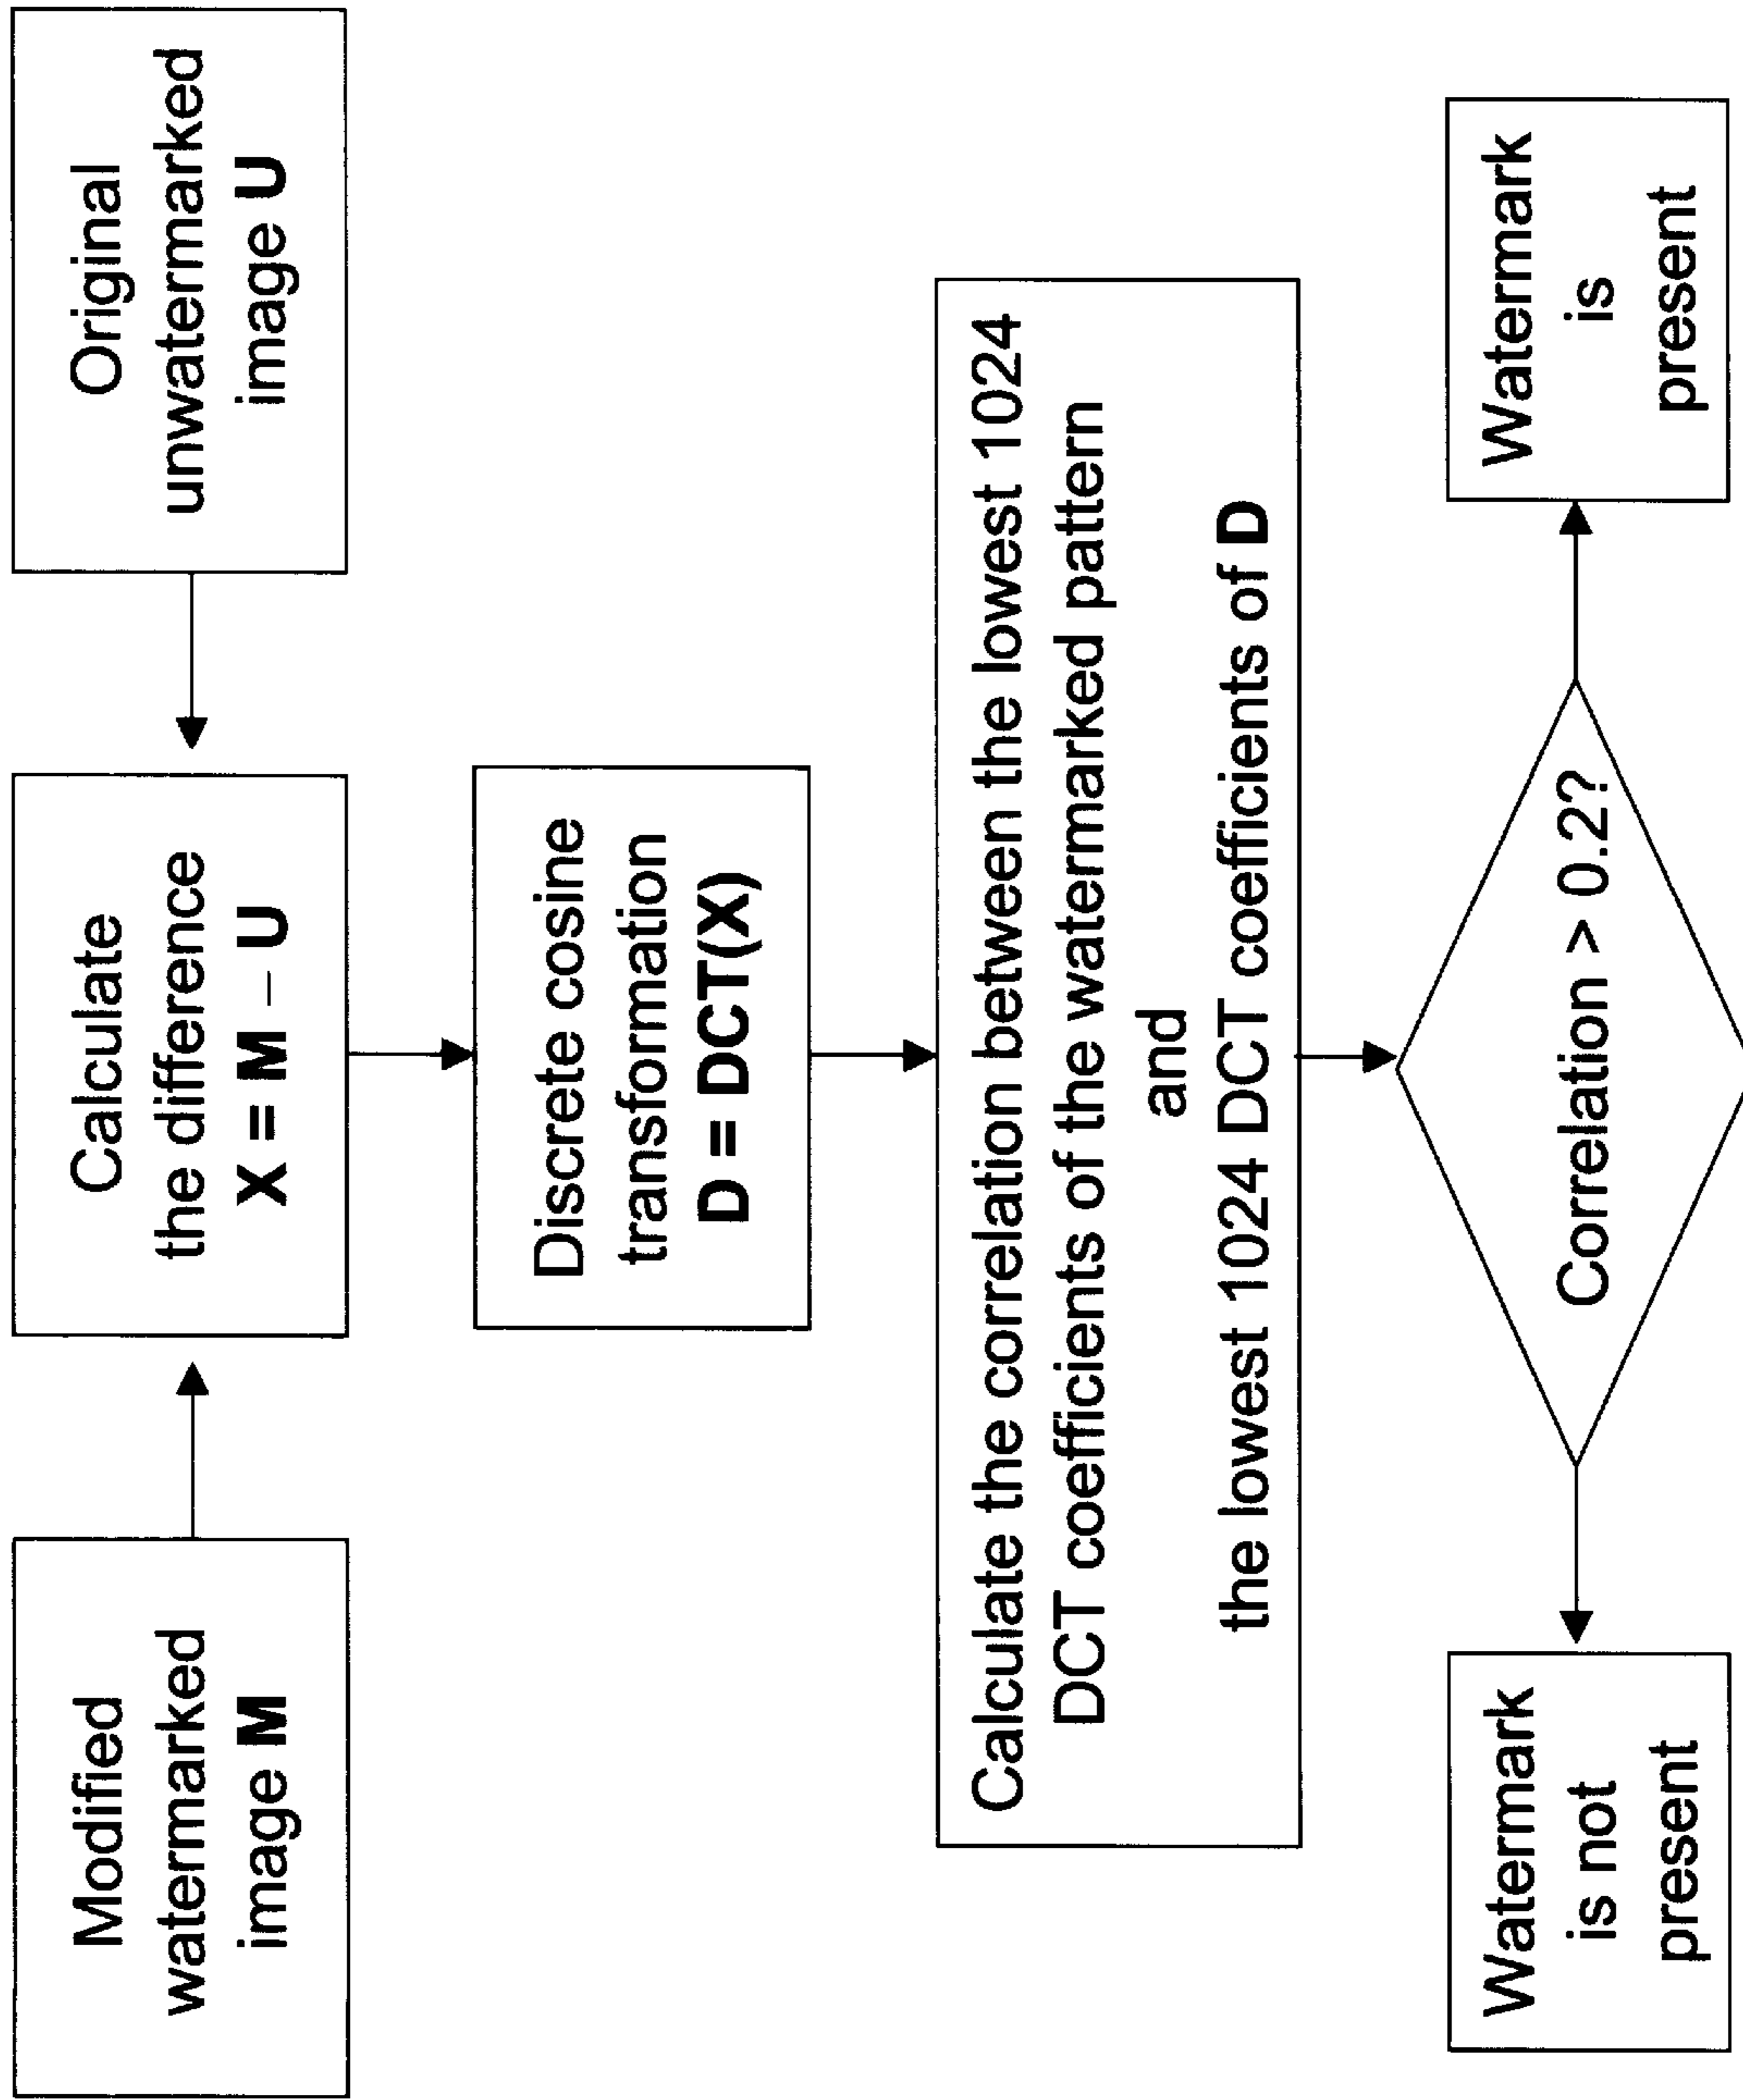 Modified
watermarked
image M
Calculate
the difference
X = M – U
Original
unwatermarked
image U
Discrete cosine
transformation
D = DCT(X)
Calculate the correlation between the lowest 1024
DCT coefficients of the watermarked pattern
and
the lowest 1024 DCT coefficients of D
Correlation > 0.2?
Watermark
is not
present
Watermark
is
present